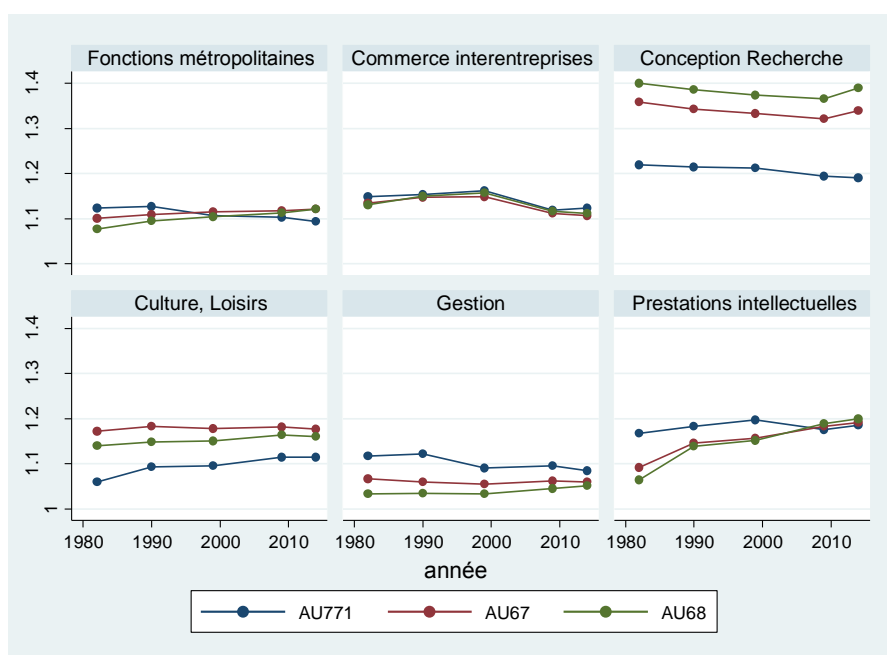 Fonctions métropolitaines Commerce interentreprises Conception Recherche
1.4
1.3
1.2
1.1
1
Culture, Loisirs Gestion Prestations intellectuelles
1.4
1.3
1.2
1.1
1
1980 1990 2000 2010 1980 1990 2000 2010 1980 1990 2000 2010
année
AU771 AU67 AU68